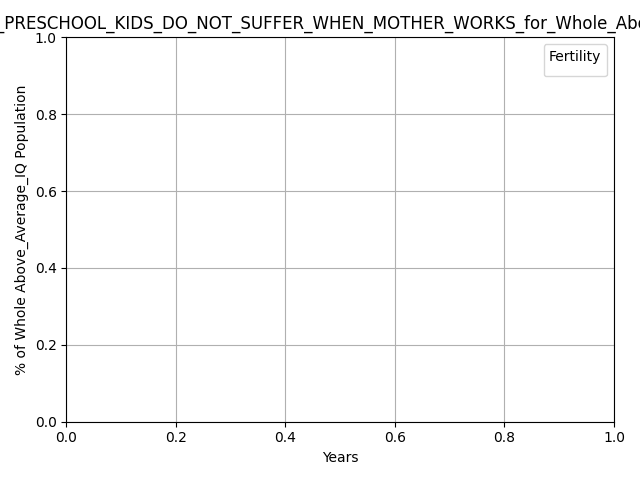 _PRESCHOOL_KIDS_DO_NOT_SUFFER_WHEN_MOTHER_WORKS_for_Whole_Abo
Fertility
% of Whole Above_Average_IQ Population
1.0
0.8
0.6
0.4
0.2
0.0
0.0 0.2 0.4 0.6 0.8 1.0
Years